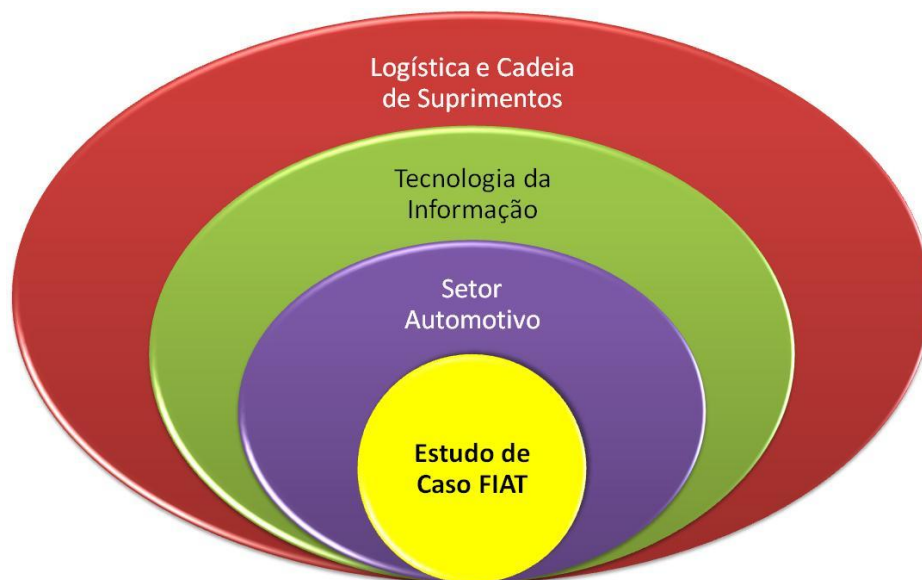 Logística e Cadeia
de Suprimentos
Tecnologia da
Informação
Setor
Automotivo
Estudo de
Caso FIAT